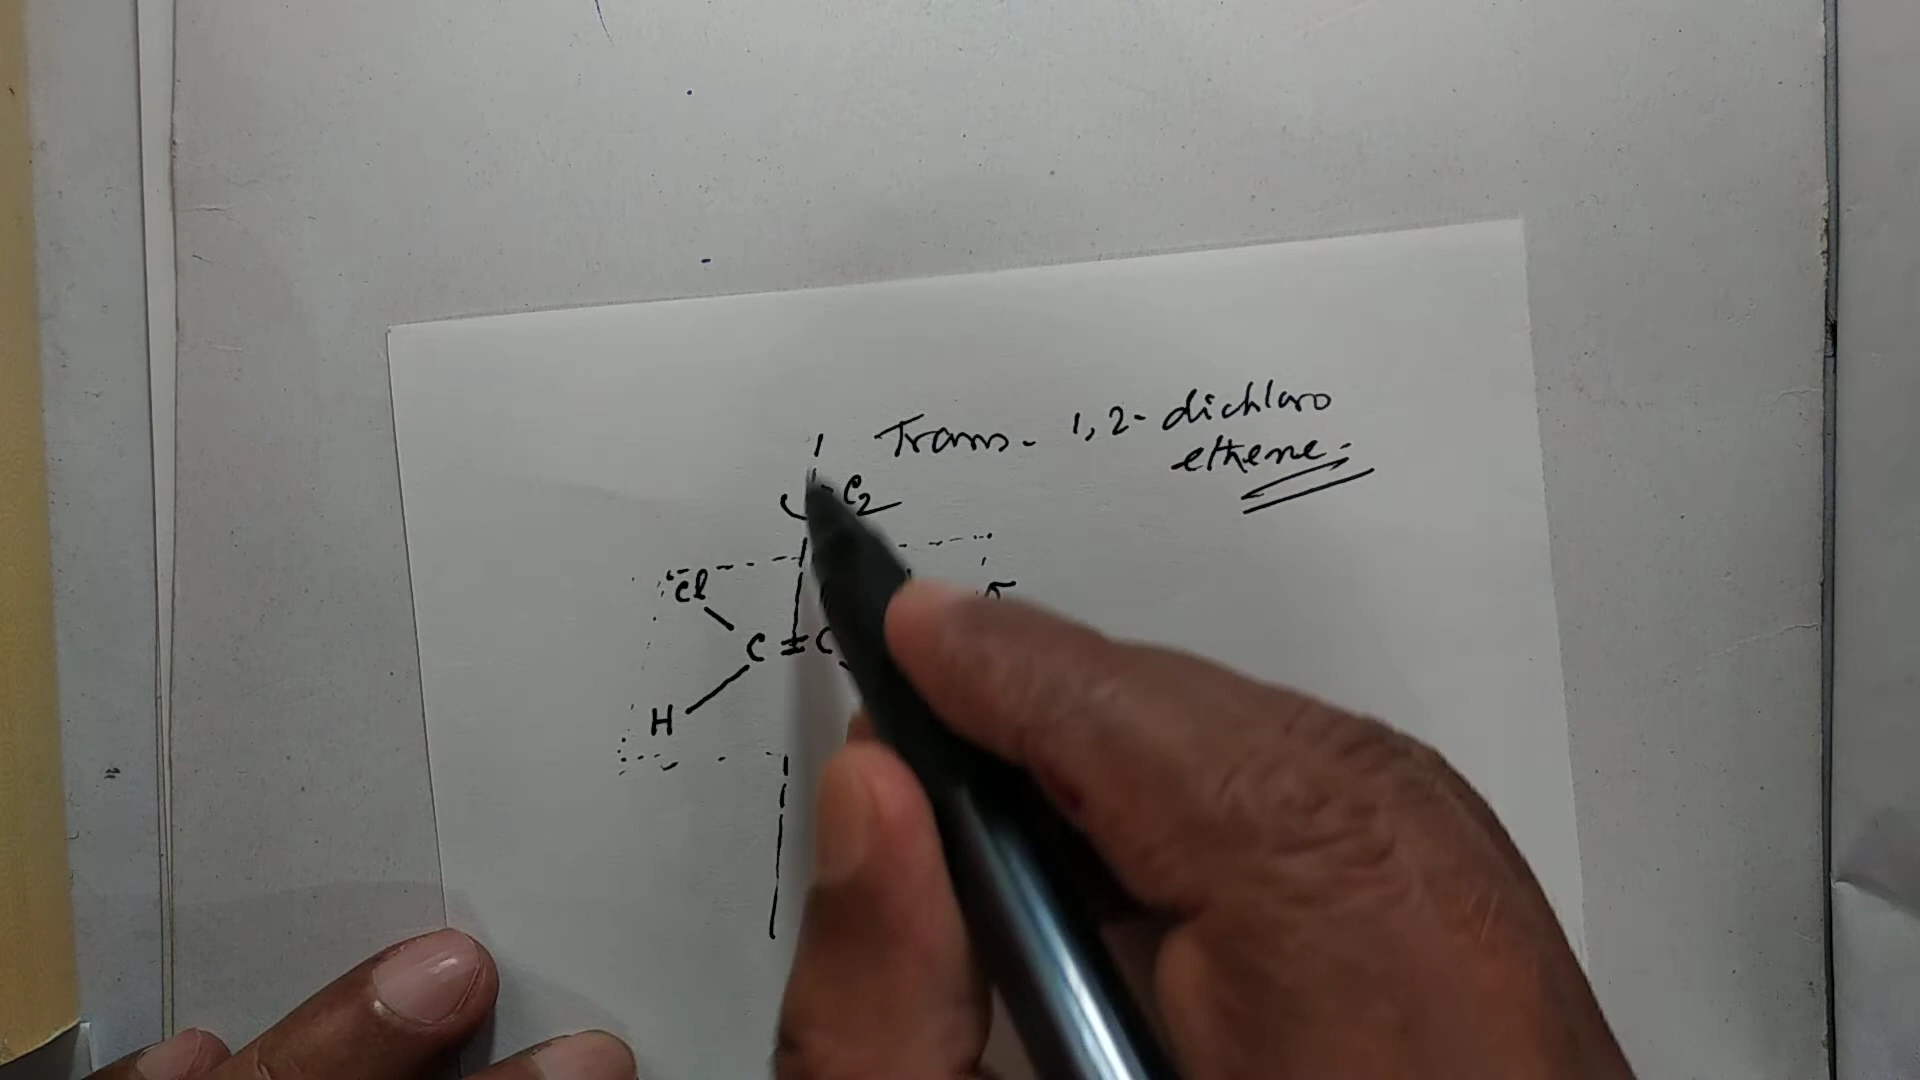 Trans- 1,2-dichloro
ethene
C2
Cl
σ
C = C
H